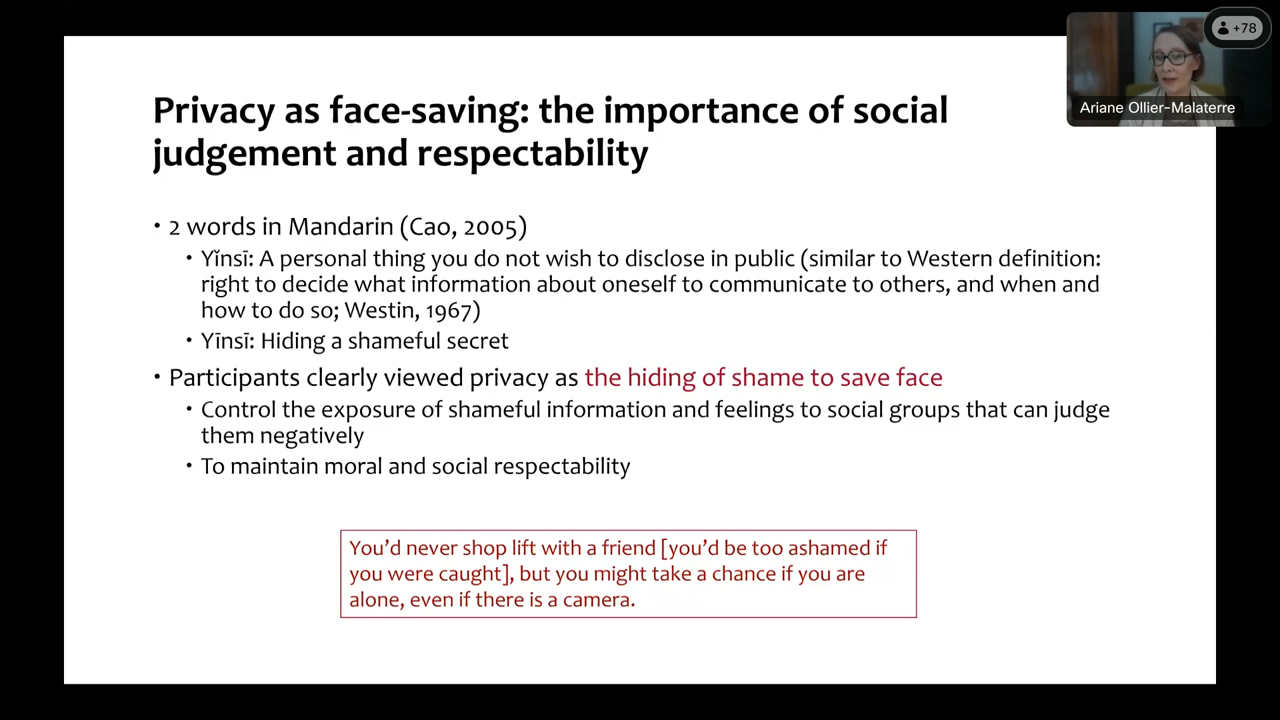 +78
Ariane Ollier-Malaterre
Privacy as face-saving: the importance of social
judgement and respectability
• 2 words in Mandarin (Cao, 2005)
• Yǐnsī: A personal thing you do not wish to disclose in public (similar to Western definition:
right to decide what information about oneself to communicate to others, and when and
how to do so; Westin, 1967)
• Yīnsī: Hiding a shameful secret
• Participants clearly viewed privacy as the hiding of shame to save face
• Control the exposure of shameful information and feelings to social groups that can judge
them negatively
• To maintain moral and social respectability
You’d never shop lift with a friend [you’d be too ashamed if
you were caught], but you might take a chance if you are
alone, even if there is a camera.